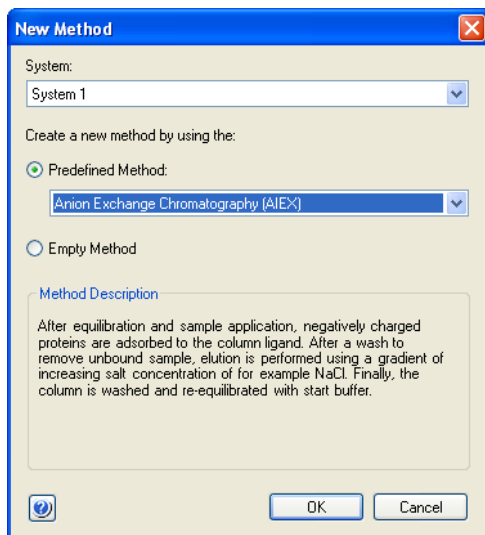 New Method
System:
System 1
Create a new method by using the:
Predefined Method:
Anion Exchange Chromatography (AIEX)
Empty Method
Method Description
After equilibration and sample application, negatively charged
proteins are adsorbed to the column ligand. After a wash to
remove unbound sample, elution is performed using a gradient of
increasing salt concentration of for example NaCl. Finally, the
column is washed and re-equilibrated with start buffer.
?
OK
Cancel